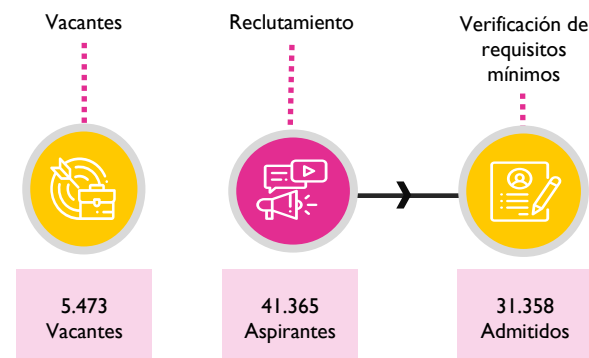 Vacantes
Reclutamiento
Verificación de
requisitos
mínimos
5.473
Vacantes
41.365
Aspirantes
31.358
Admitidos